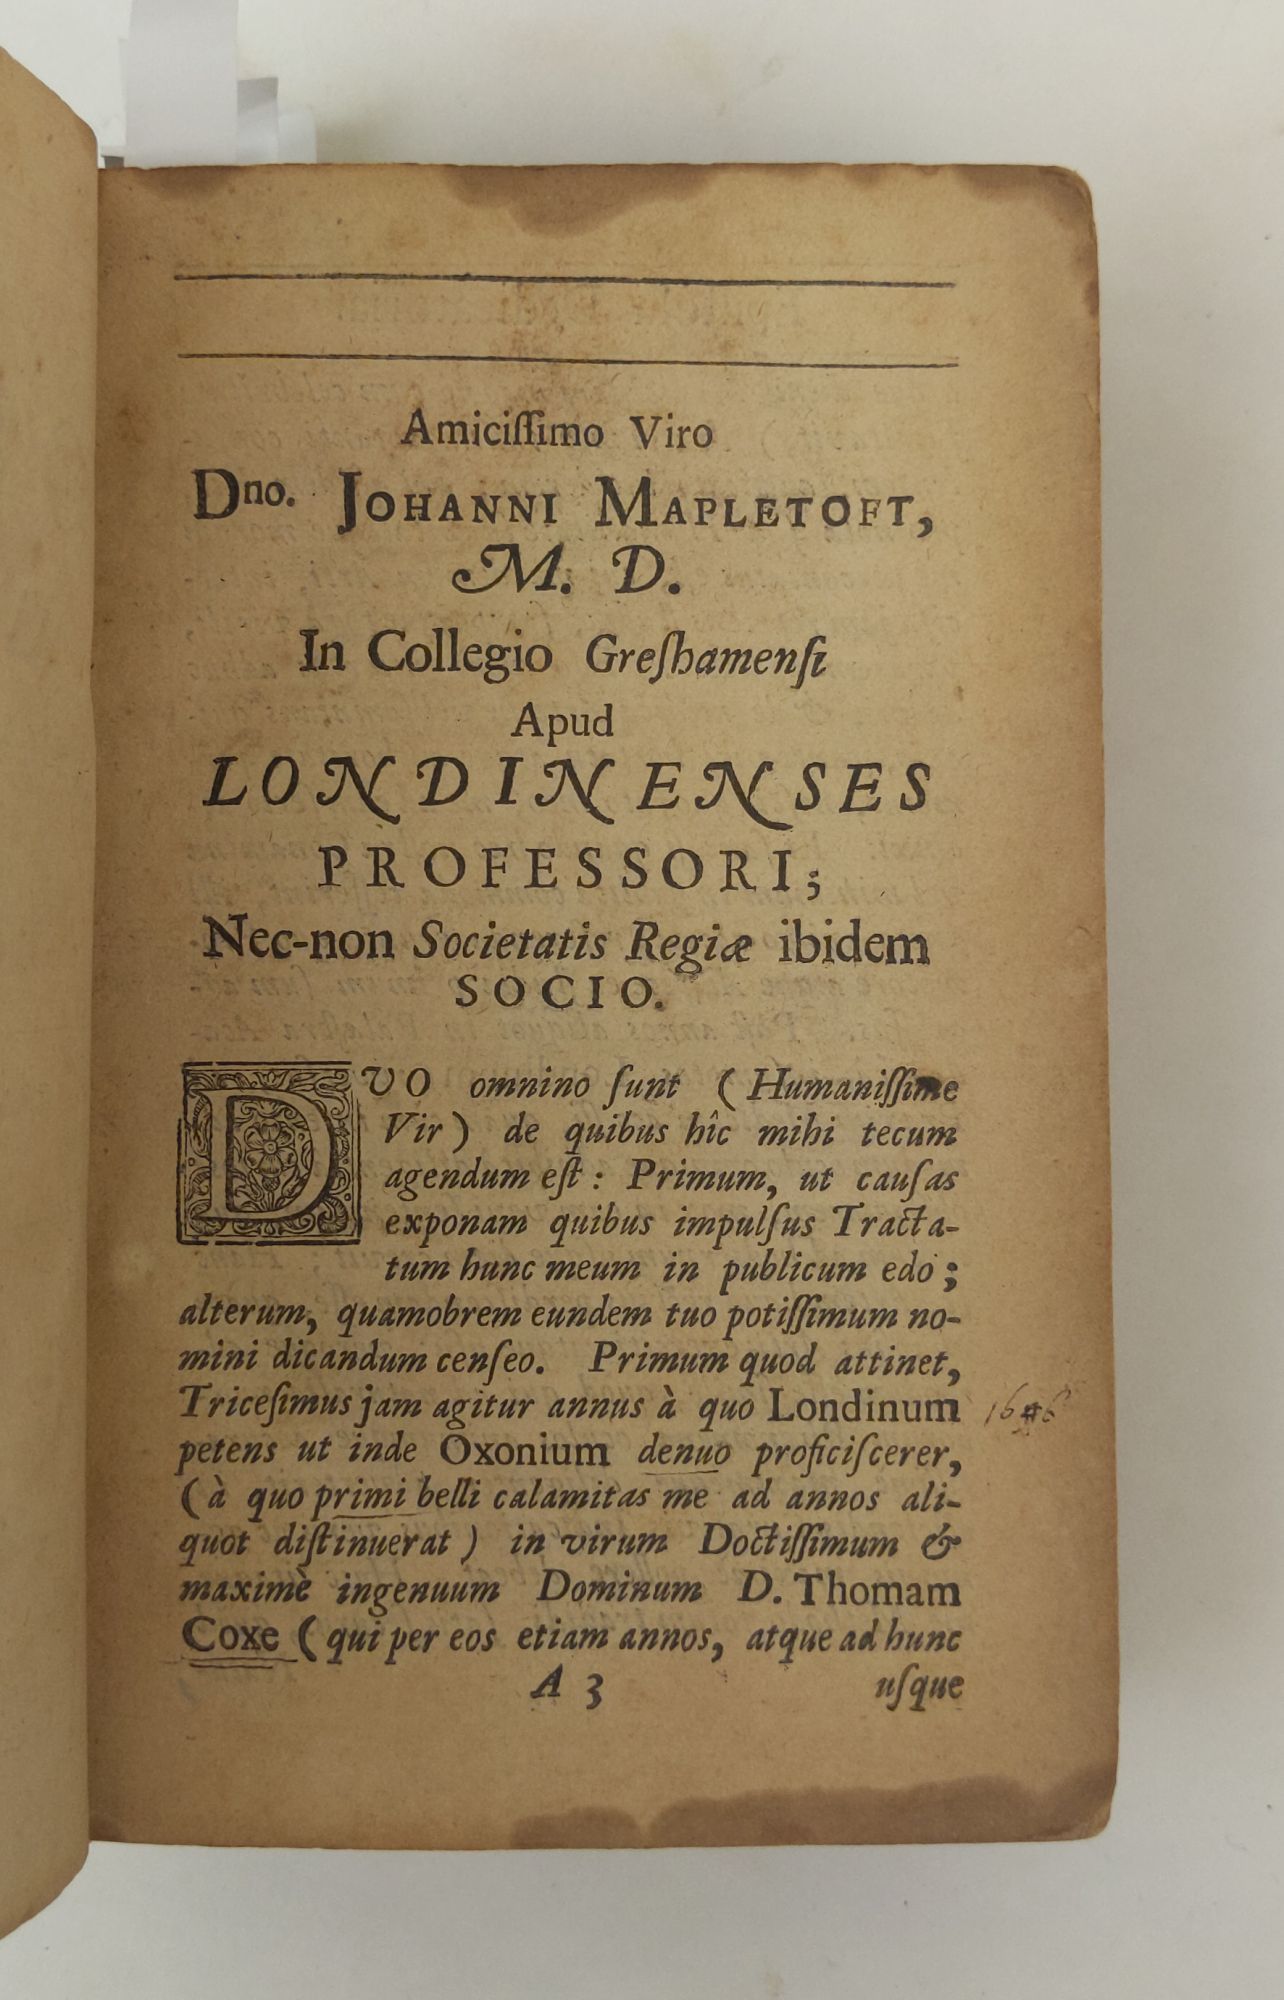 Amiciſſimo Viro
Dno. JOHANNI MAPLETOFT,
M. D.
In Collegio Greſhamenſi
Apud
LONDINENSES
PROFESSORI;
Nec-non Societatis Regiæ ibidem
SOCIO.
DUO omnino ſunt (Humaniſſime
Vir) de quibus hîc mihi tecum
agendum eſt: Primum, ut cauſas
exponam quibus impulſus Tracta-
tum hunc meum in publicum edo;
alterum, quamobrem eundem tuo potiſſimum no-
mini dicandum cenſeo. Primum quod attinet,
Triceſimus jam agitur annus à quo Londinum
petens ut inde Oxonium denuo proficiſcerer,
(à quo primi belli calamitas me ad annos ali-
quot diſtinuerat) in virum Doctiſſimum &
maximè ingenuum Dominum D. Thomam
Coxe (qui per eos etiam annos, atque ad hunc
A 3 uſque